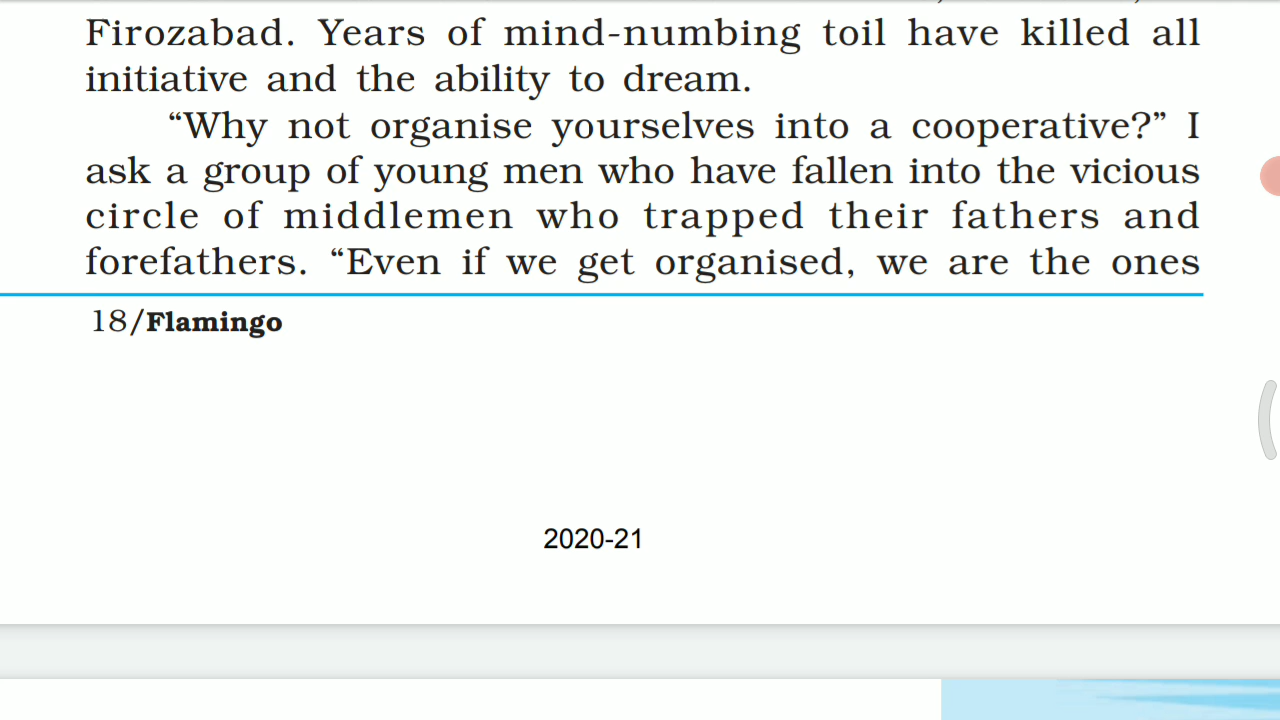 Firozabad. Years of mind-numbing toil have killed all
initiative and the ability to dream.
“Why not organise yourselves into a cooperative?” I
ask a group of young men who have fallen into the vicious
circle of middlemen who trapped their fathers and
forefathers. “Even if we get organised, we are the ones
18/Flamingo
2020-21